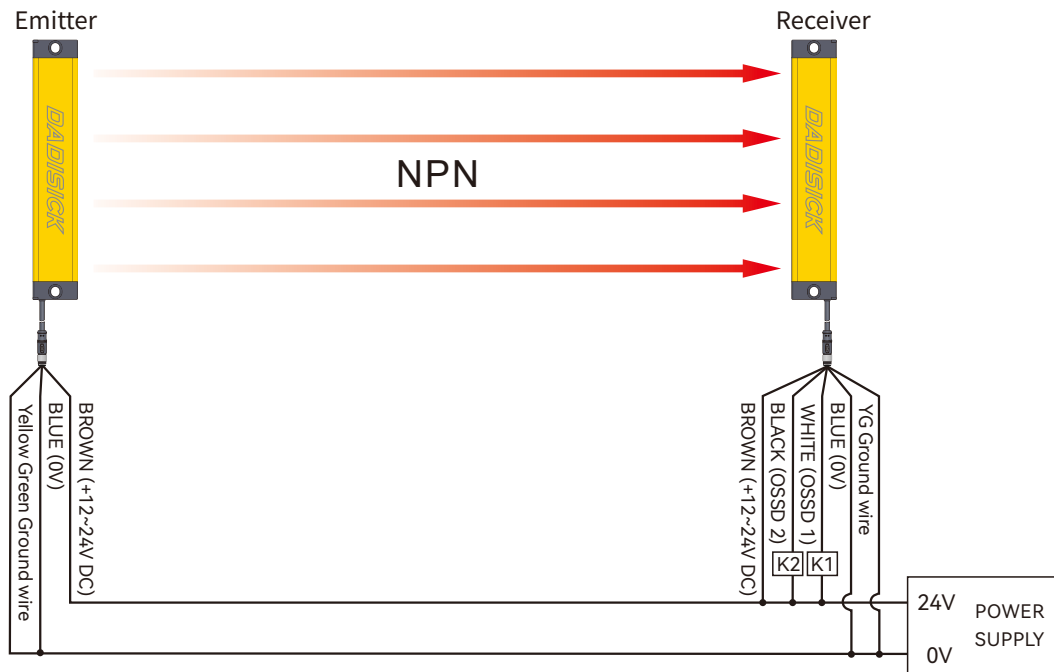 Emitter
Receiver
DADISICK
DADISICK
NPN
Yellow Green Ground wire
BLUE (0V)
BROWN (+12~24V DC)
BROWN (+12~24V DC)
BLACK (OSSD 2)
WHITE (OSSD 1)
BLUE (0V)
YG Ground wire
K2
K1
24V
0V
POWER
SUPPLY